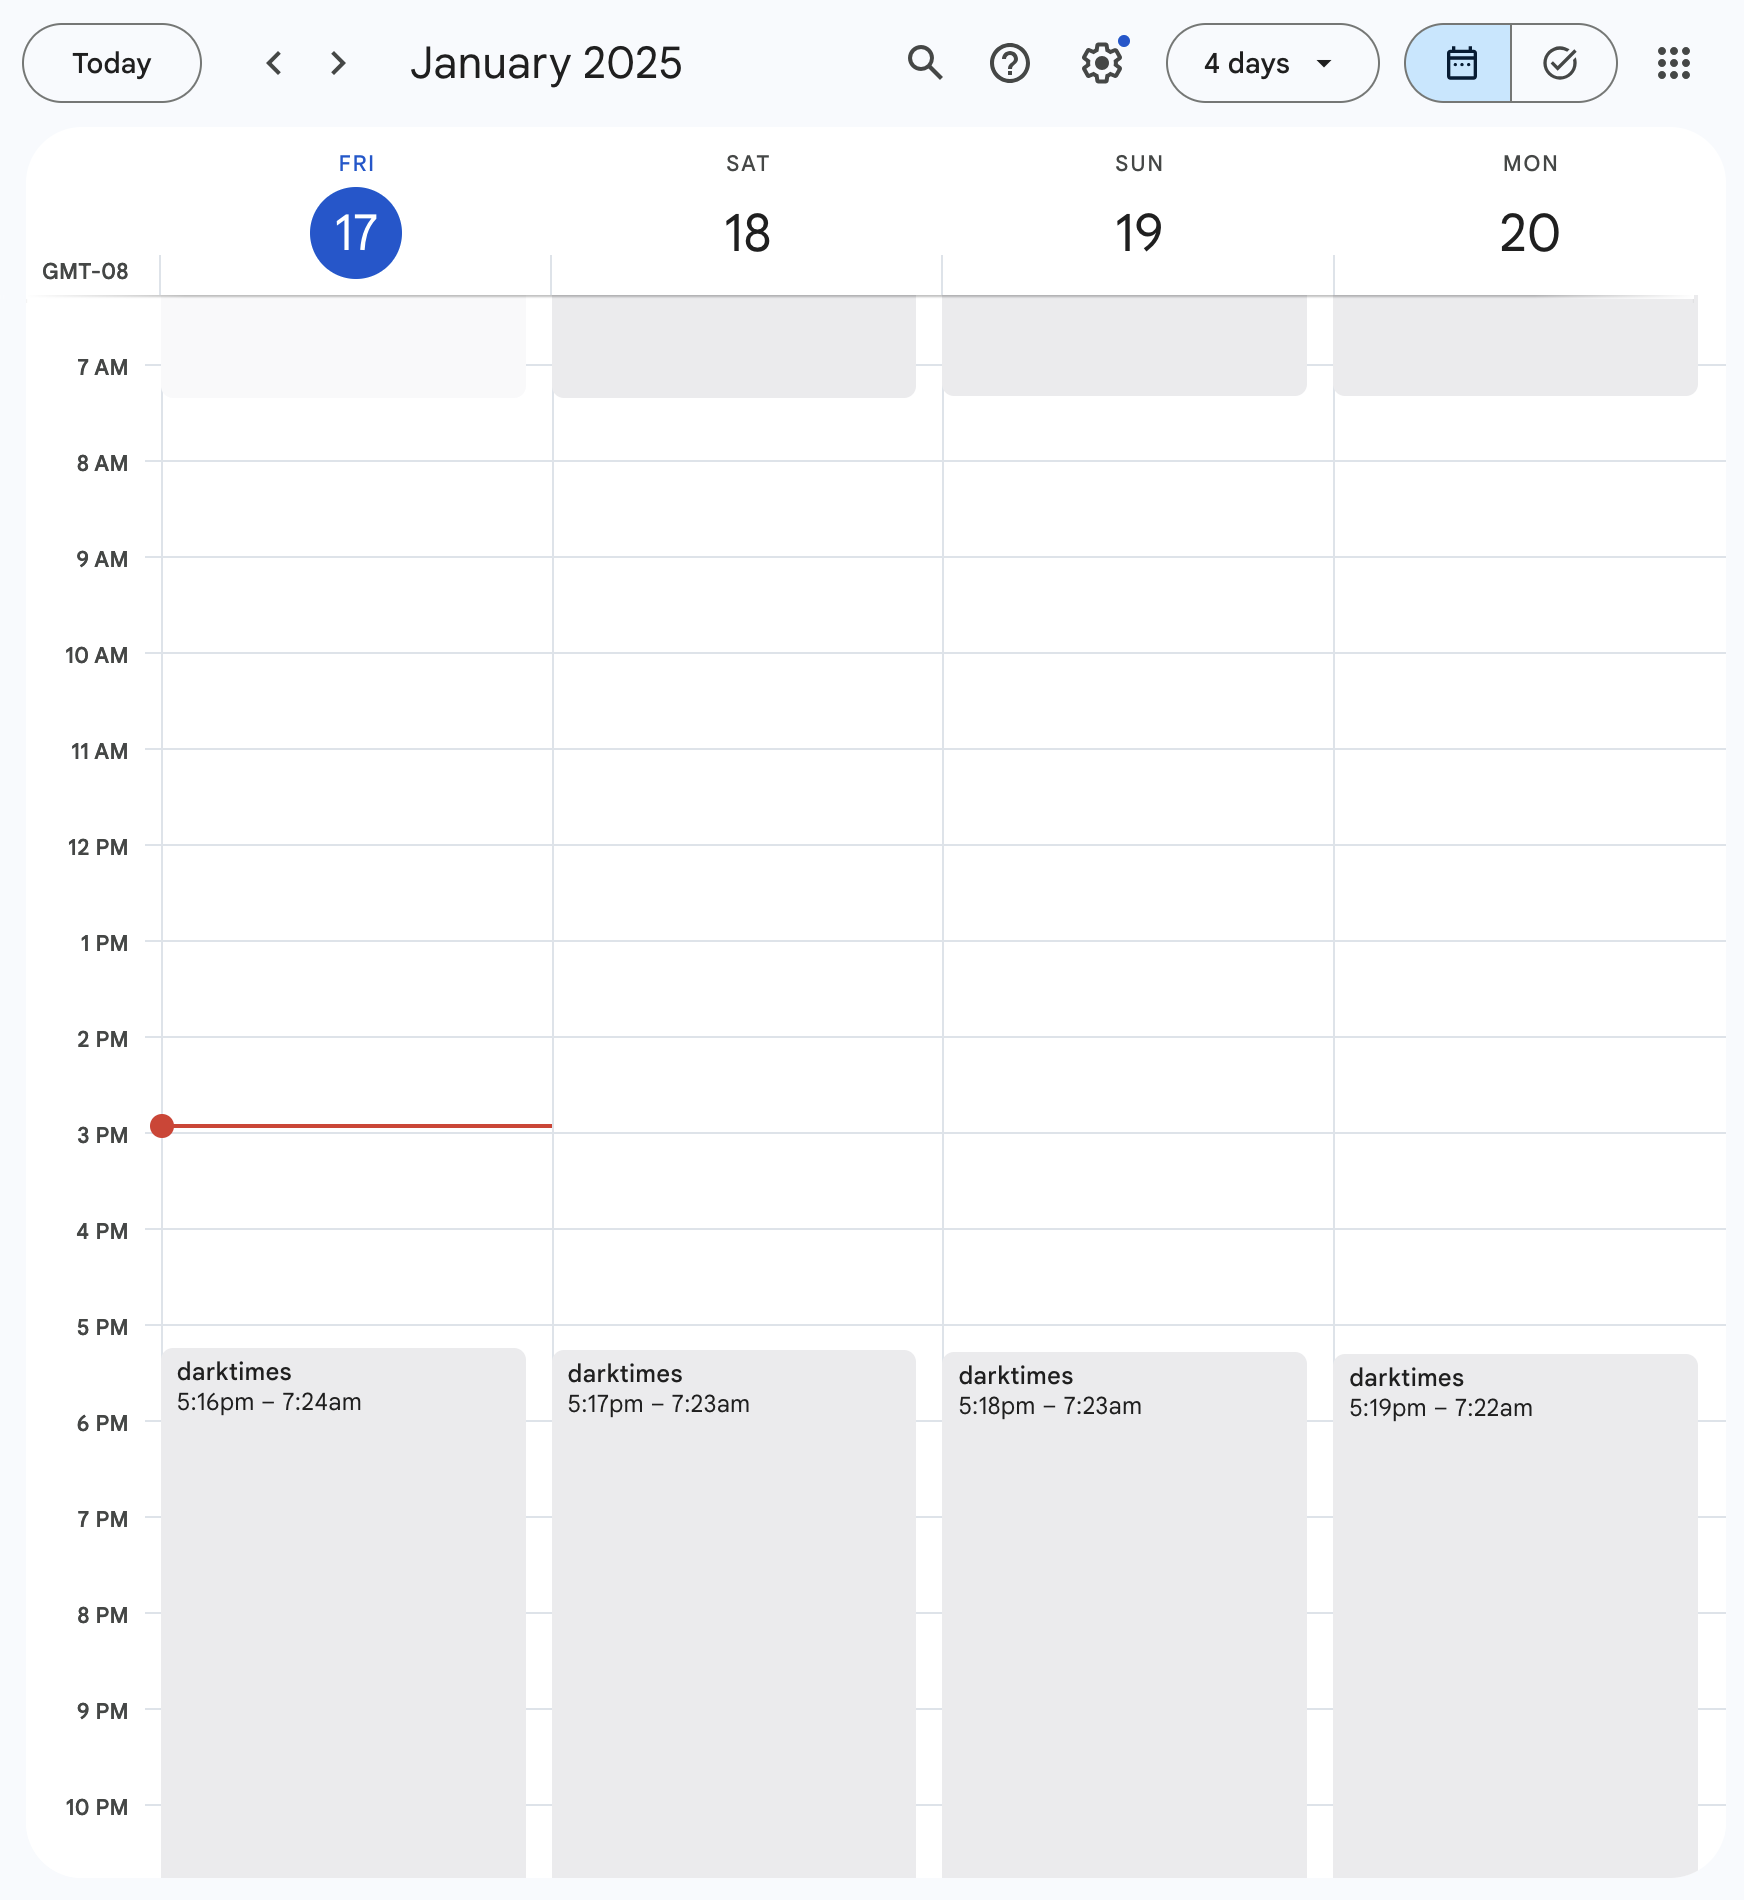 Today
January 2025
4 days
FRI
SAT
SUN
MON
17
18
19
20
GMT-08
7 AM
8 AM
9 AM
10 AM
11 AM
12 PM
1 PM
2 PM
3 PM
4 PM
5 PM
darktimes
5:16pm – 7:24am
darktimes
5:17pm – 7:23am
darktimes
5:18pm – 7:23am
darktimes
5:19pm – 7:22am
6 PM
7 PM
8 PM
9 PM
10 PM